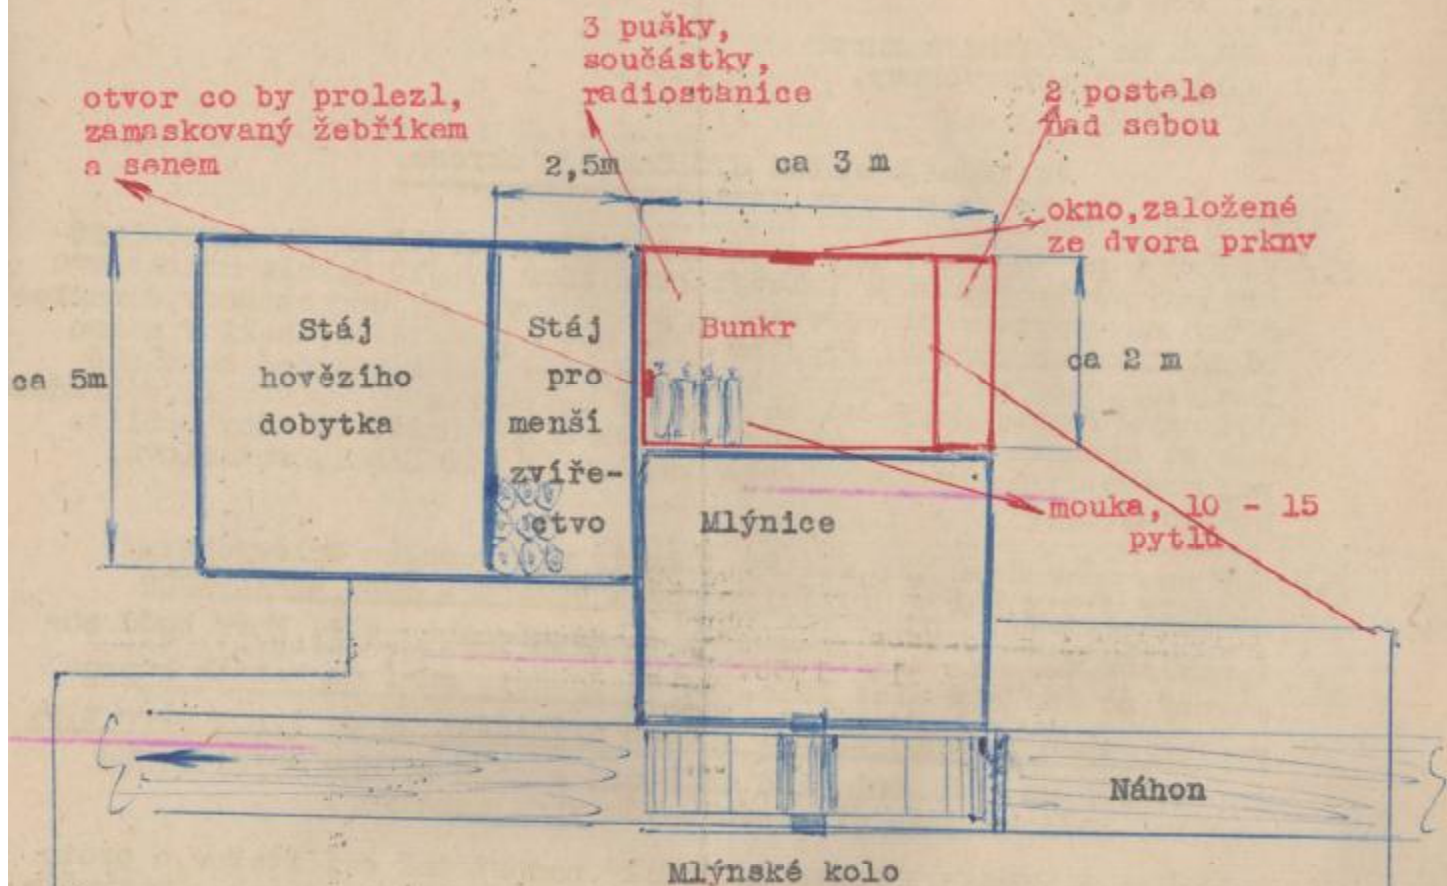 3 pušky,
součástky,
radiostanice
otvor co by prolezl,
zamaskovaný žebříkem
a senem
2 postele
nad sebou
2,5m
ca 3 m
okno,založené
ze dvora prkny
Stáj
hovězího
dobytka
Stáj
pro
menší
zvíře-
ctvo
Bunkr
ca 5m
ca 2 m
Mlýnice
mouka, 10 - 15
pytlů
Náhon
Mlýnské kolo